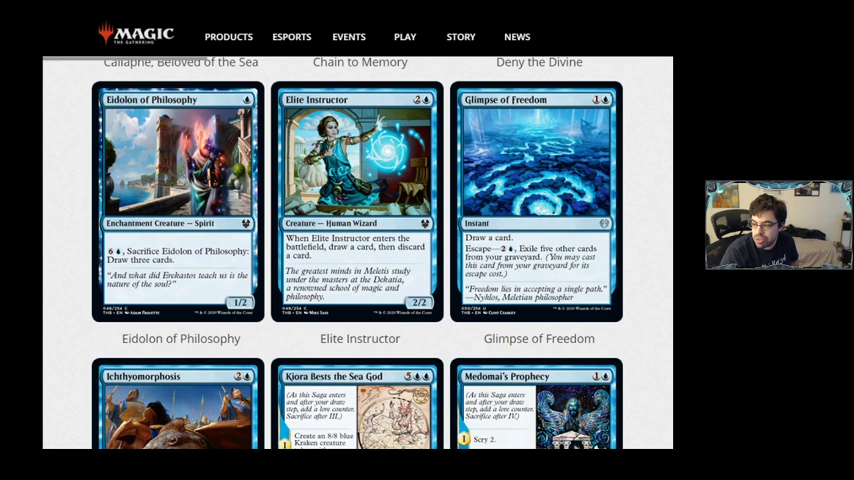 MAGIC
THE GATHERING
PRODUCTS
ESPORTS
EVENTS
PLAY
STORY
NEWS
Callaphe, Beloved of the Sea
Chain to Memory
Deny the Divine
Eidolon of Philosophy
Enchantment Creature — Spirit
6, Sacrifice Eidolon of Philosophy:
Draw three cards.
"And what did Erekastos teach us is the
nature of the soul?"
1/2
Elite Instructor 2
Creature — Human Wizard
When Elite Instructor enters the
battlefield, draw a card, then discard
a card.
The greatest minds in Meletis study
under the masters at the Dekatia,
a renowned school of magic and
philosophy.
2/2
Glimpse of Freedom 1
Instant
Draw a card.
Escape—2, Exile five other cards
from your graveyard. (You may cast
this card from your graveyard for its
escape cost.)
"Freedom lies in accepting a single path."
—Nyklos, Meletian philosopher
Eidolon of Philosophy
Elite Instructor
Glimpse of Freedom
Ichthyomorphosis 2
Kiora Bests the Sea God 5
(As this Saga enters
and after your draw
step, add a lore counter.
Sacrifice after III.)
1
Create an 8/8 blue
Kraken creature
Medomai's Prophecy 1
(As this Saga enters
and after your draw
step, add a lore counter.
Sacrifice after IV.)
1
Scry 2.